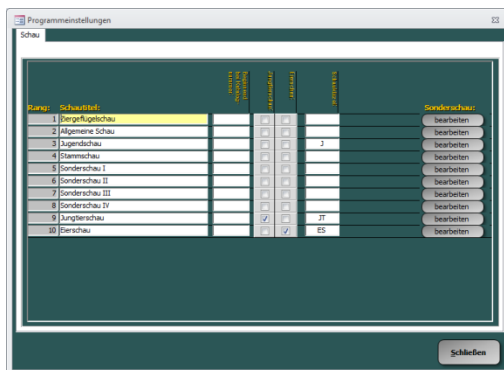 Programmeinstellungen
Schau
Jungtierschau:
Eierschau:
Rang: Schautitel: Sonderschau:
1 Ziergeflügelschau bearbeiten
2 Allgemeine Schau bearbeiten
3 Jugendschau J bearbeiten
4 Stammschau bearbeiten
5 Sonderschau I bearbeiten
6 Sonderschau II bearbeiten
7 Sonderschau III bearbeiten
8 Sonderschau IV bearbeiten
9 Jungtierschau JT bearbeiten
10 Eierschau ES bearbeiten
Schließen